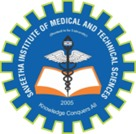 SAVEETHA INSTITUTE OF MEDICAL AND TECHNICAL SCIENCES
2005
Knowledge Conquers All